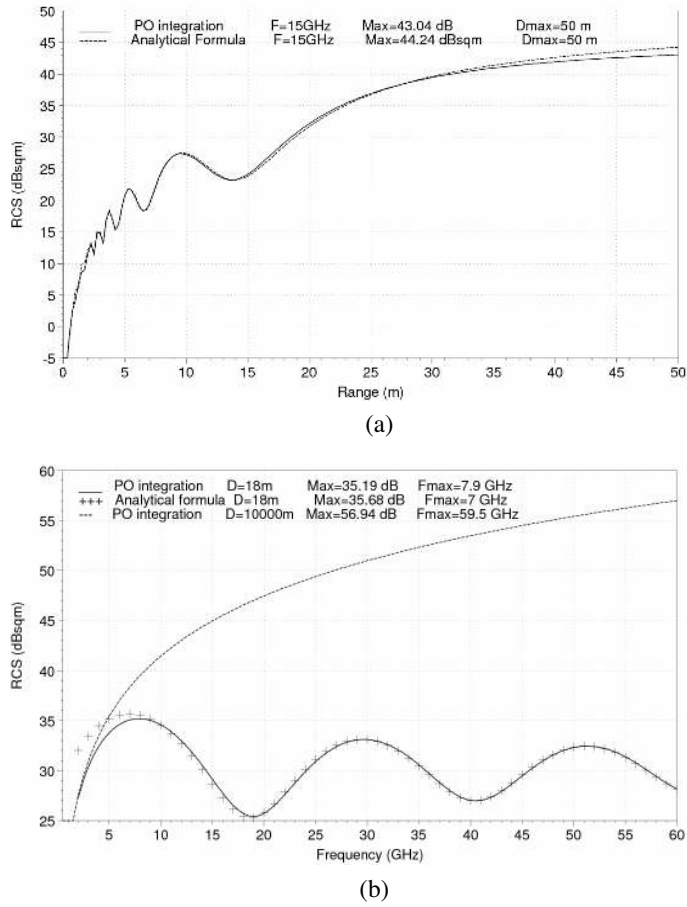 PO integration F=15GHz Max=43.04 dB Dmax=50 m
Analytical Formula F=15GHz Max=44.24 dBsqm Dmax=50 m
50
45
40
35
30
25
20
15
10
5
0
-5
RCS (dBsqm)
0 5 10 15 20 25 30 35 40 45 50
Range (m)
(a)
PO integration D=18m Max=35.19 dB Fmax=7.9 GHz
Analytical formula D=18m Max=35.68 dB Fmax=7 GHz
PO integration D=10000m Max=56.94 dB Fmax=59.5 GHz
60
55
50
45
40
35
30
25
RCS (dBsqm)
5 10 15 20 25 30 35 40 45 50 55 60
Frequency (GHz)
(b)